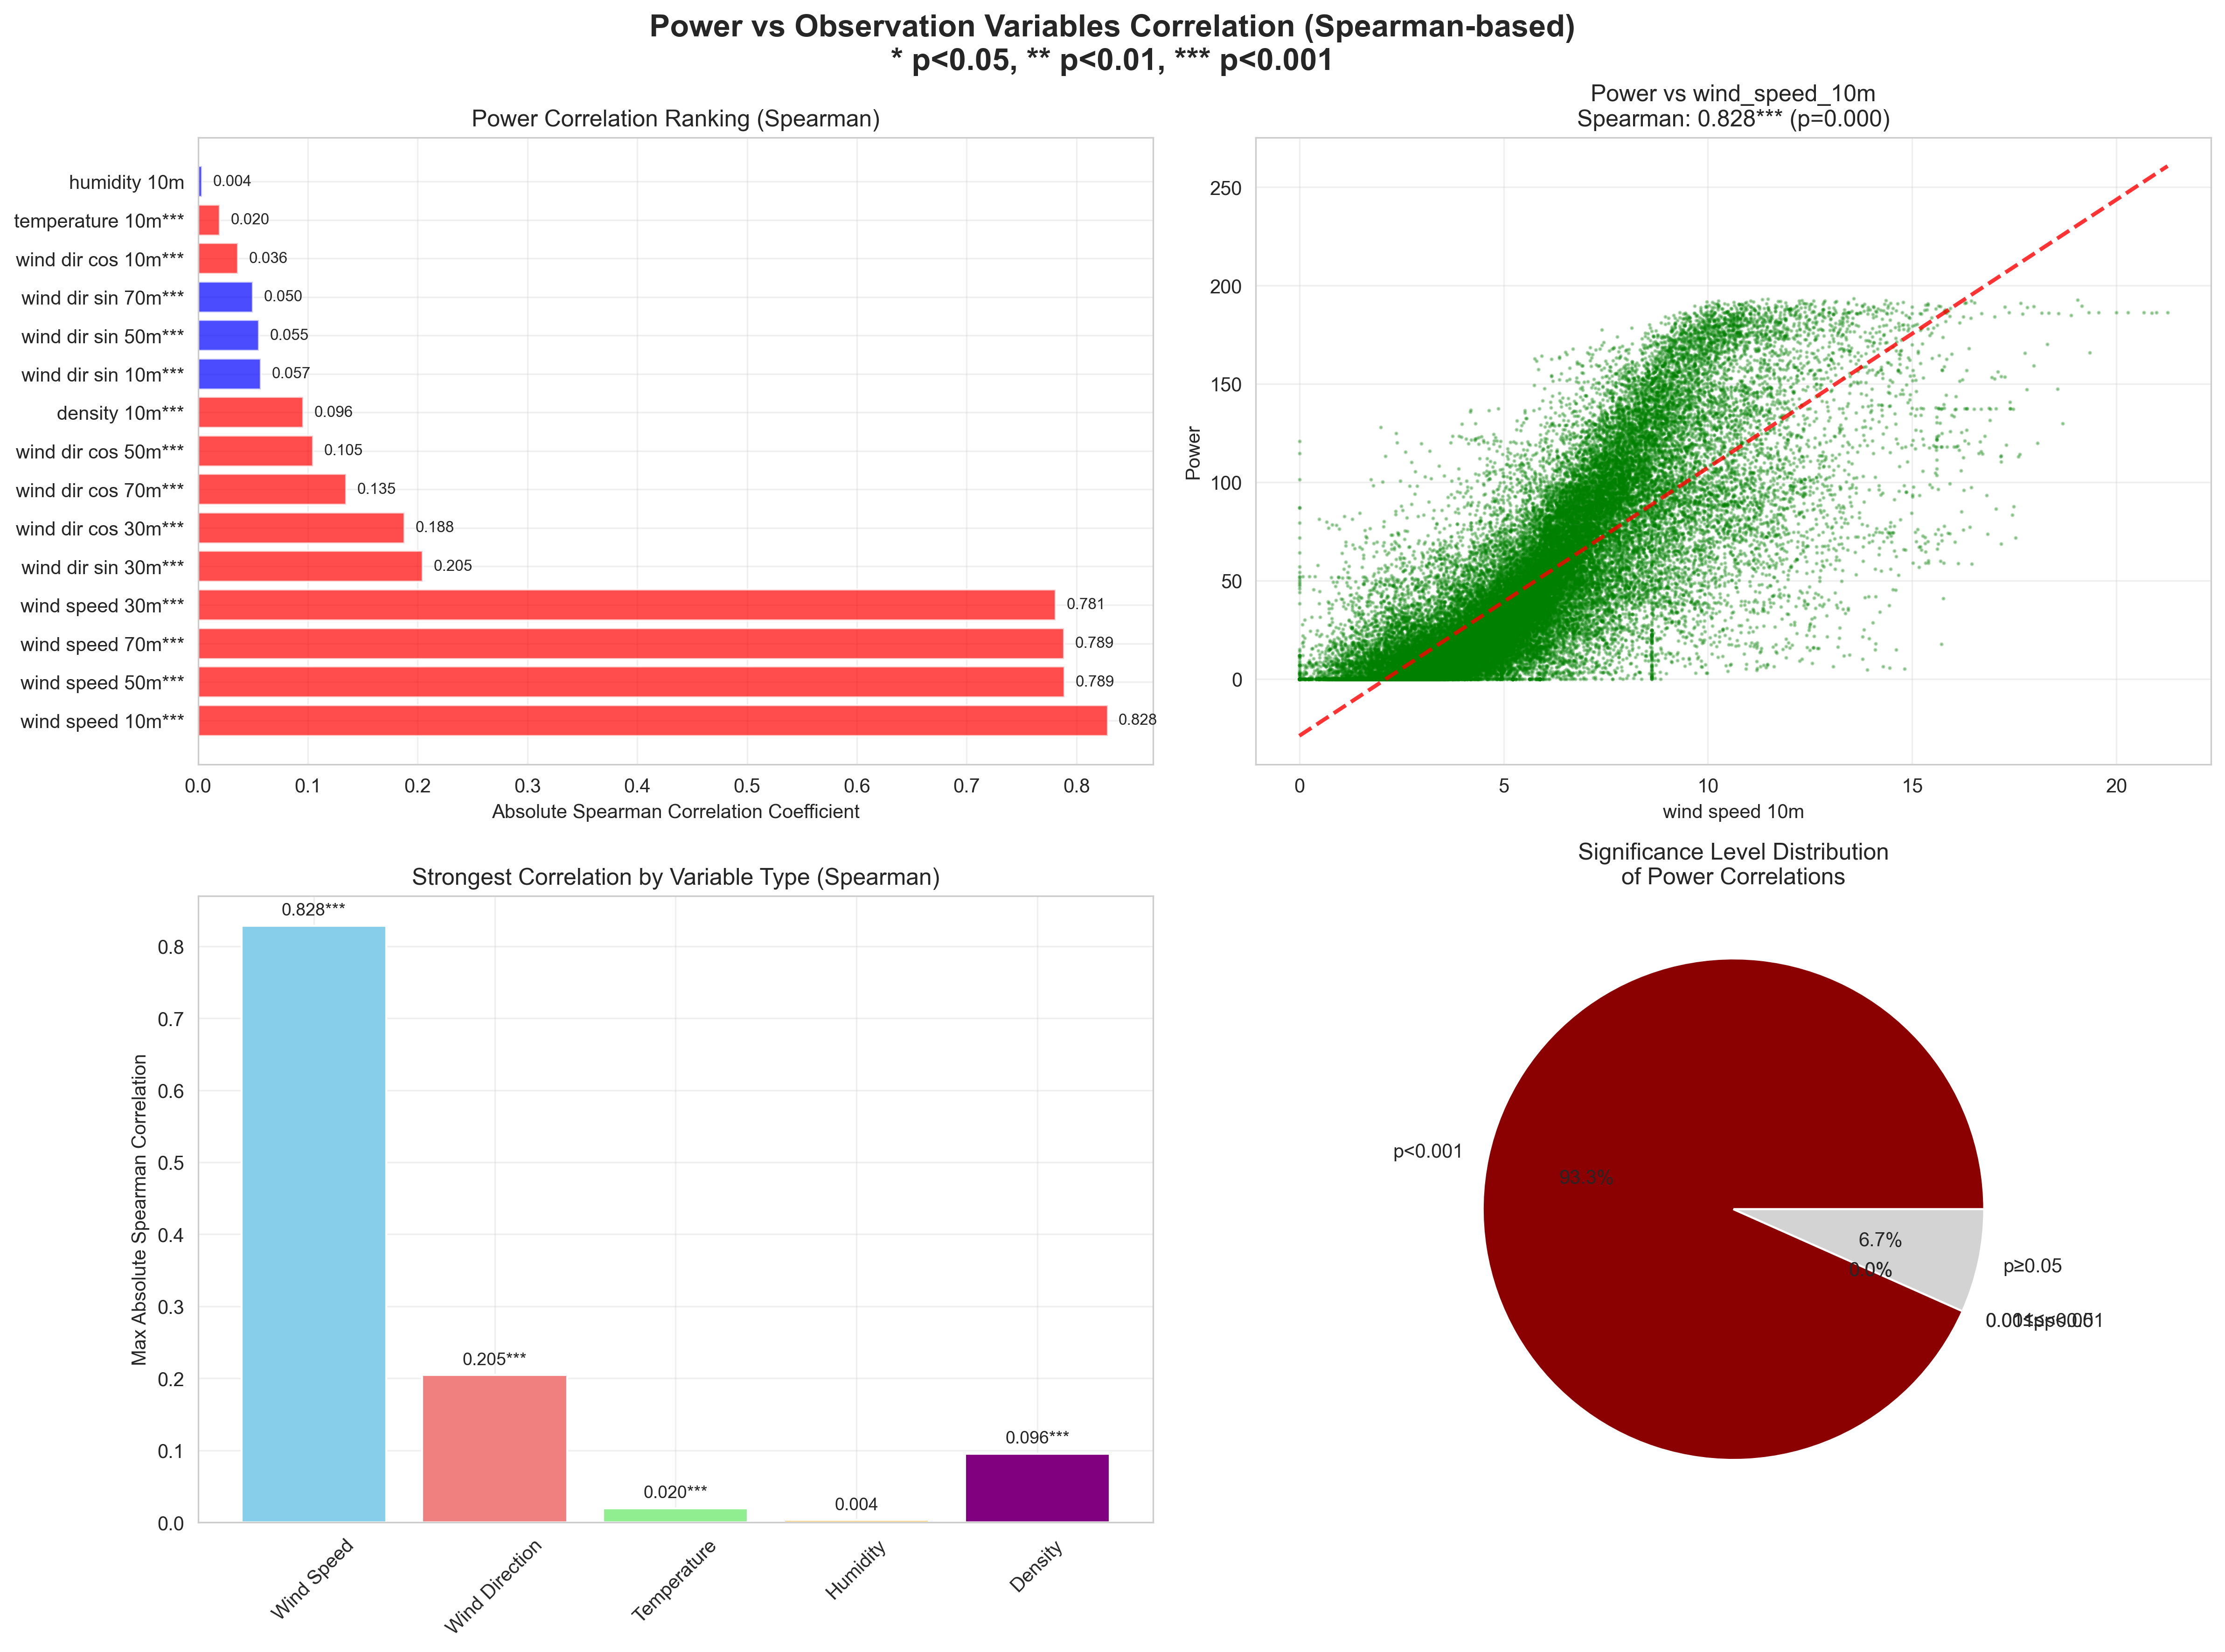 Power vs Observation Variables Correlation (Spearman-based)
* p<0.05, ** p<0.01, *** p<0.001
Power Correlation Ranking (Spearman)
humidity 10m
0.004
temperature 10m***
0.020
wind dir cos 10m***
0.036
wind dir sin 70m***
0.050
wind dir sin 50m***
0.055
wind dir sin 10m***
0.057
density 10m***
0.096
wind dir cos 50m***
0.105
wind dir cos 70m***
0.135
wind dir cos 30m***
0.188
wind dir sin 30m***
0.205
wind speed 30m***
0.781
wind speed 70m***
0.789
wind speed 50m***
0.789
wind speed 10m***
0.828
0.0 0.1 0.2 0.3 0.4 0.5 0.6 0.7 0.8
Absolute Spearman Correlation Coefficient
Power vs wind_speed_10m
Spearman: 0.828*** (p=0.000)
Power
250
200
150
100
50
0
0 5 10 15 20
wind speed 10m
Strongest Correlation by Variable Type (Spearman)
Max Absolute Spearman Correlation
0.8
0.7
0.6
0.5
0.4
0.3
0.2
0.1
0.0
0.828***
0.205***
0.020***
0.004
0.096***
Wind Speed
Wind Direction
Temperature
Humidity
Density
Significance Level Distribution
of Power Correlations
p<0.001
93.3%
6.7%
0.0%
p≥0.05